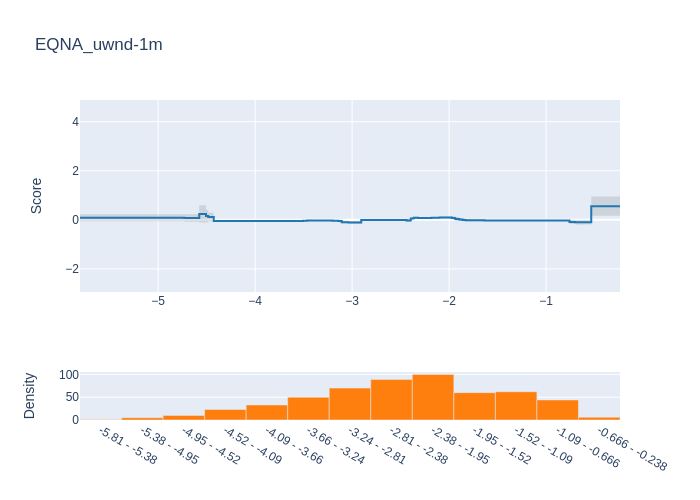 EQNA_uwnd-1m
Score
4
2
0
−2
−5
−4
−3
−2
−1
Density
100
50
0
-5.81 - -5.38
-5.38 - -4.95
-4.95 - -4.52
-4.52 - -4.09
-4.09 - -3.66
-3.66 - -3.24
-3.24 - -2.81
-2.81 - -2.38
-2.38 - -1.95
-1.95 - -1.52
-1.52 - -1.09
-1.09 - -0.666
-0.666 - -0.238